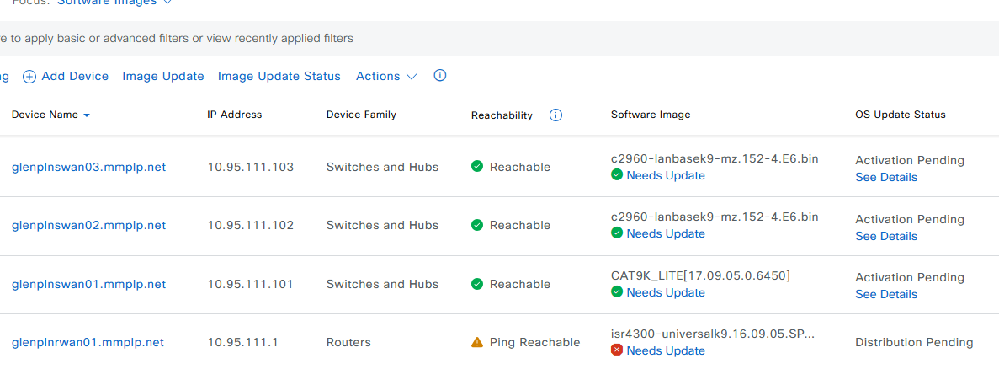 Focus: Software Images
re to apply basic or advanced filters or view recently applied filters
Add Device Image Update Image Update Status Actions
Device Name IP Address Device Family Reachability Software Image OS Update Status
glenplnswan03.mmplp.net 10.95.111.103 Switches and Hubs Reachable c2960-lanbasek9-mz.152-4.E6.bin Activation Pending
Needs Update See Details
glenplnswan02.mmplp.net 10.95.111.102 Switches and Hubs Reachable c2960-lanbasek9-mz.152-4.E6.bin Activation Pending
Needs Update See Details
glenplnswan01.mmplp.net 10.95.111.101 Switches and Hubs Reachable CAT9K_LITE[17.09.05.0.6450] Activation Pending
Needs Update See Details
glenplnrwan01.mmplp.net 10.95.111.1 Routers Ping Reachable isr4300-universalk9.16.09.05.SP... Distribution Pending
Needs Update